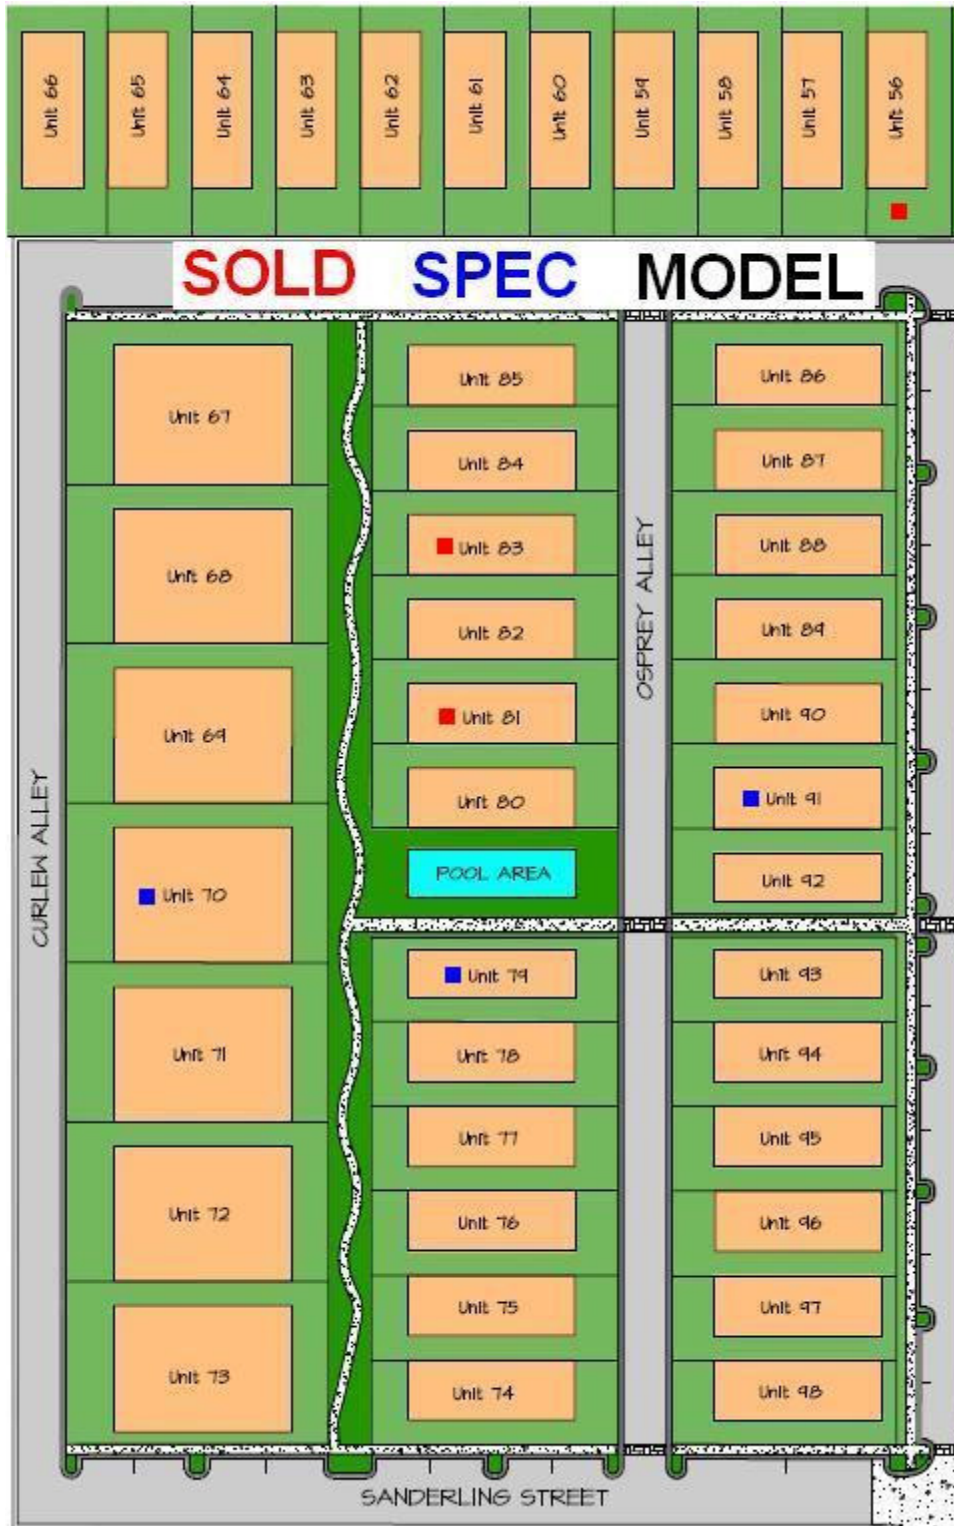 Unit 66
Unit 65
Unit 64
Unit 63
Unit 62
Unit 61
Unit 60
Unit 59
Unit 58
Unit 57
Unit 56
SOLD SPEC MODEL
Unit 67
Unit 68
Unit 69
Unit 70
Unit 71
Unit 72
Unit 73
CURLEW ALLEY
Unit 85
Unit 84
Unit 83
Unit 82
Unit 81
Unit 80
POOL AREA
Unit 79
Unit 78
Unit 77
Unit 76
Unit 75
Unit 74
OSPREY ALLEY
Unit 86
Unit 87
Unit 88
Unit 89
Unit 90
Unit 91
Unit 92
Unit 93
Unit 94
Unit 95
Unit 96
Unit 97
Unit 98
SANDERLING STREET